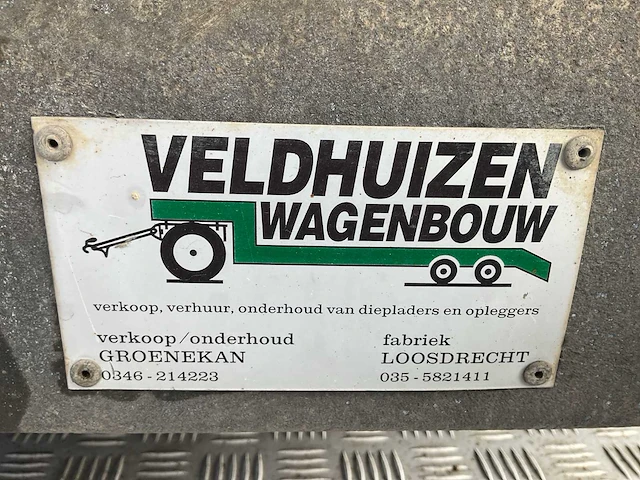 VELDHUIZEN
WAGENBOUW
verkoop, verhuur, onderhoud van diepladers en opleggers
verkoop/onderhoud
GROENEKAN
0346-214223
fabriek
LOOSDRECHT
035-5821411